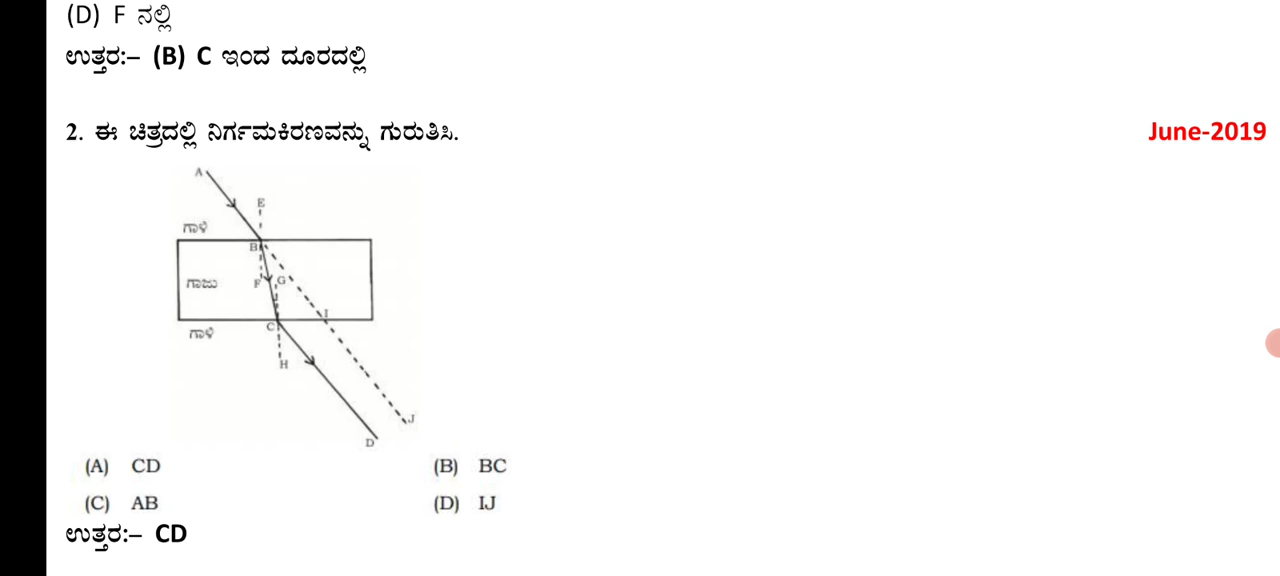 (D) F ನಲ್ಲಿ
ಉತ್ತರ:– (B) C ಇಂದ ದೂರದಲ್ಲಿ
2. ಈ ಚಿತ್ರದಲ್ಲಿ ನಿರ್ಗಮಕಿರಣವನ್ನು ಗುರುತಿಸಿ. June-2019
A
E
ಗಾಳಿ
B
ಗಾಜು F G
I
C
ಗಾಳಿ
H
J
D
(A) CD (B) BC
(C) AB (D) IJ
ಉತ್ತರ:– CD